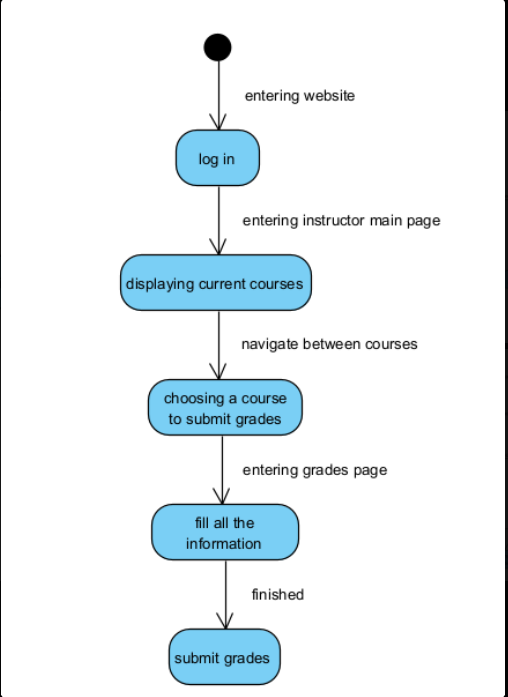 entering website
log in
entering instructor main page
displaying current courses
navigate between courses
choosing a course
to submit grades
entering grades page
fill all the
information
finished
submit grades